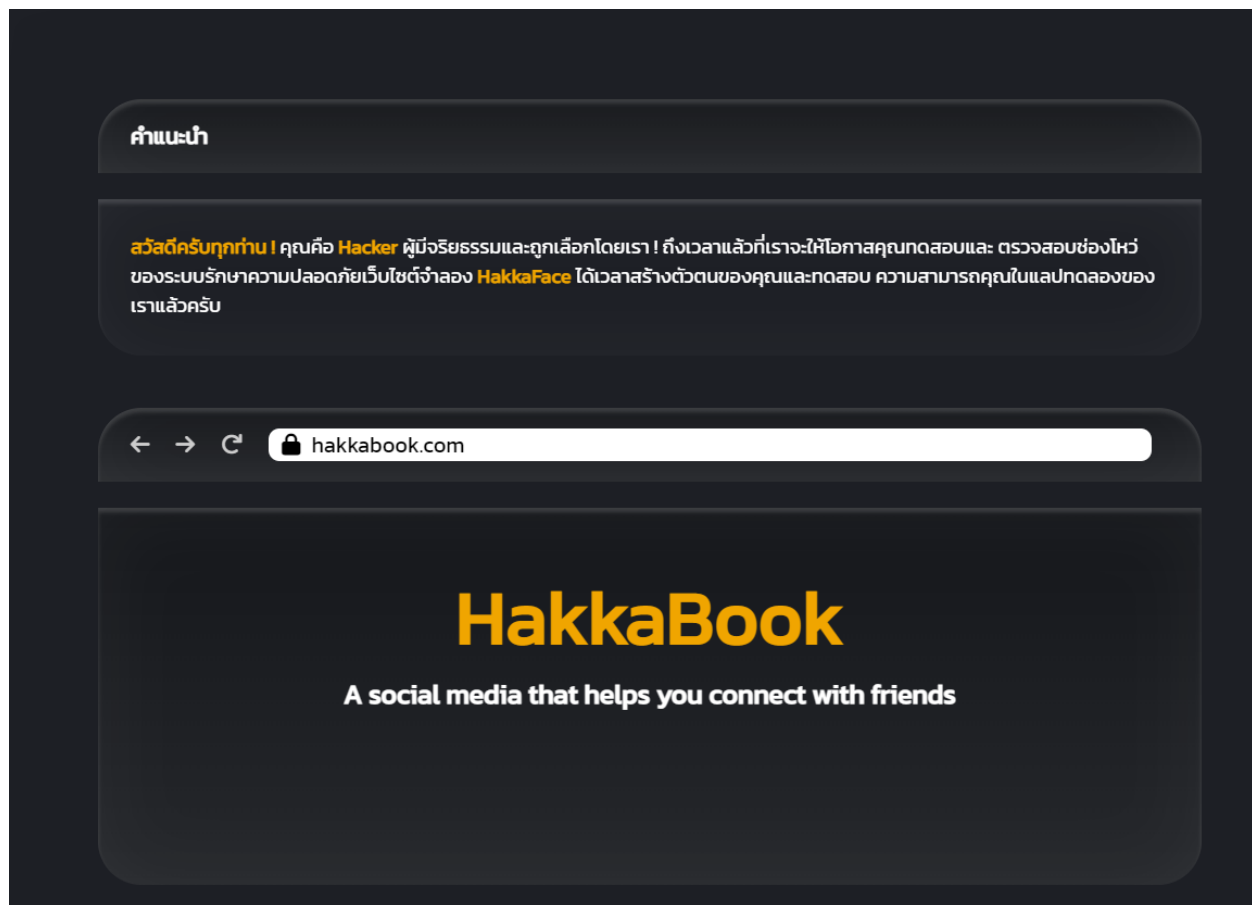 คำแนะนำ
สวัสดีครับทุกท่าน ! คุณคือ Hacker ผู้มีจริยธรรมและถูกเลือกโดยเรา ! ถึงเวลาแล้วที่เราจะให้โอกาสคุณทดสอบและ ตรวจสอบช่องโหว่
ของระบบรักษาความปลอดภัยเว็บไซต์จำลอง HakkaFace ได้เวลาสร้างตัวตนของคุณและทดสอบ ความสามารถคุณในแลปทดลองของ
เราแล้วครับ
hakkabook.com
HakkaBook
A social media that helps you connect with friends